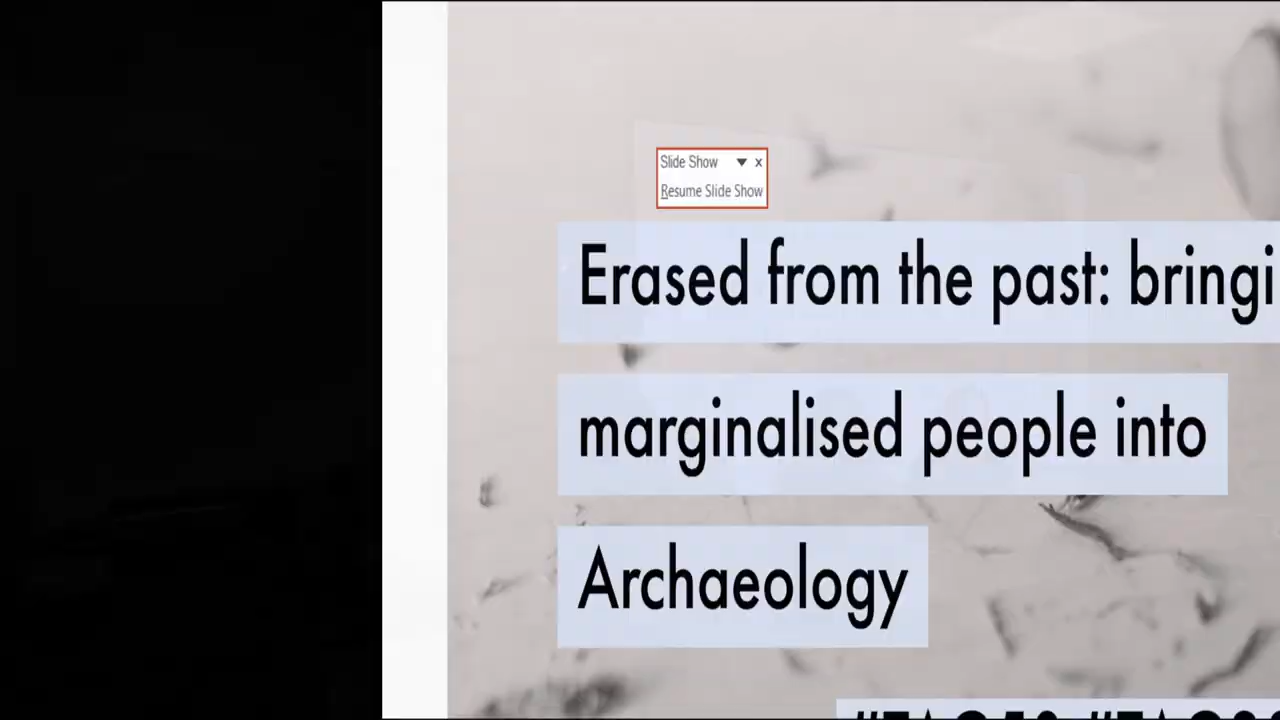 Slide Show
Resume Slide Show
Erased from the past: bringi
marginalised people into
Archaeology